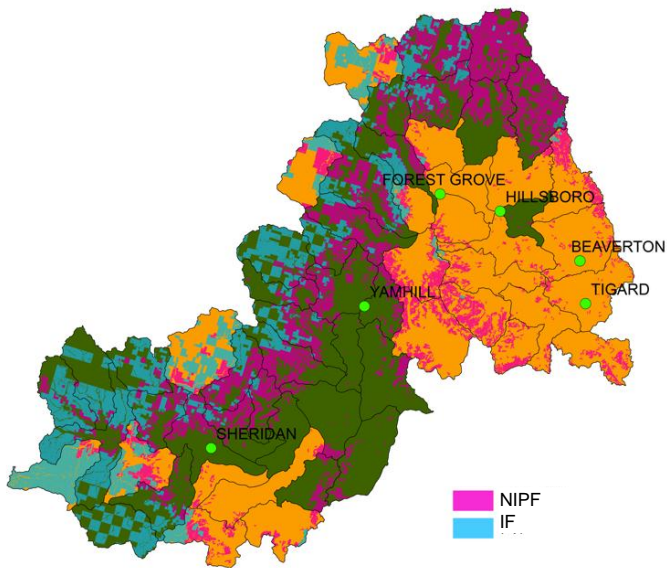 FOREST GROVE
HILLSBORO
BEAVERTON
TIGARD
YAMHILL
SHERIDAN
NIPF
IF